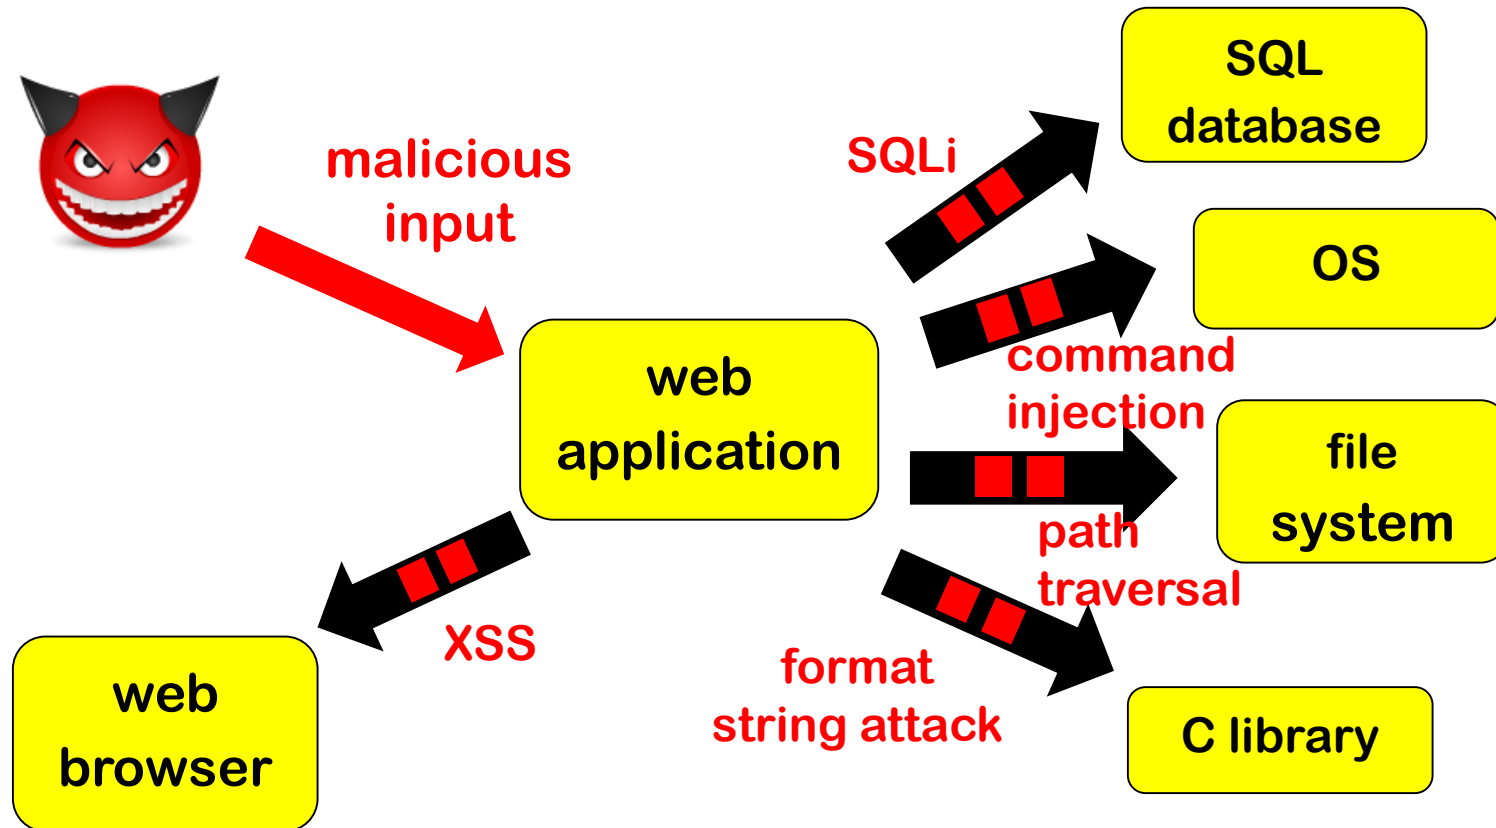 malicious
input
SQLi
SQL
database
OS
command
injection
web
application
file
system
path
traversal
XSS
format
string attack
web
browser
C library